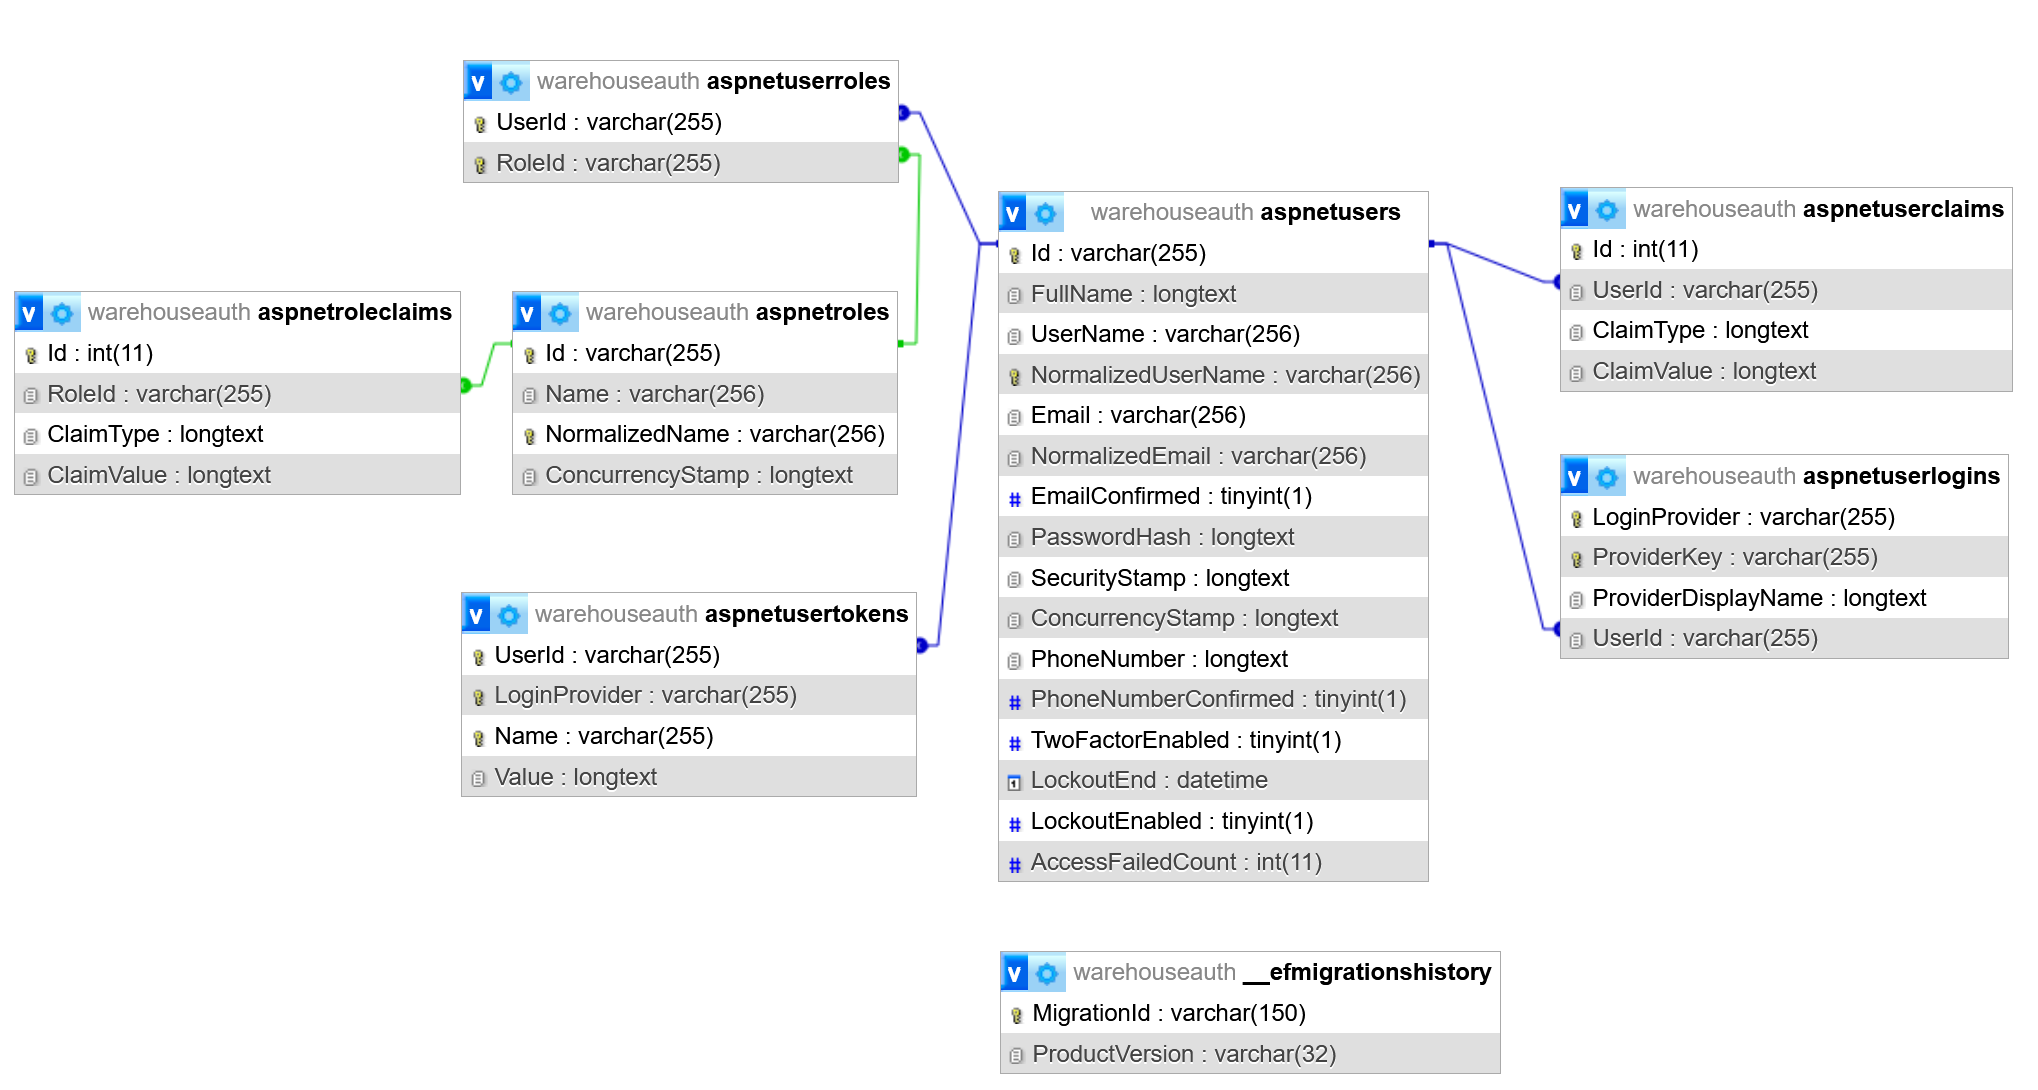 v warehouseauth aspnetuserroles
UserId : varchar(255)
RoleId : varchar(255)
v warehouseauth aspnetroleclaims
Id : int(11)
RoleId : varchar(255)
ClaimType : longtext
ClaimValue : longtext
v warehouseauth aspnetroles
Id : varchar(255)
Name : varchar(256)
NormalizedName : varchar(256)
ConcurrencyStamp : longtext
v warehouseauth aspnetusertokens
UserId : varchar(255)
LoginProvider : varchar(255)
Name : varchar(255)
Value : longtext
v warehouseauth aspnetusers
Id : varchar(255)
FullName : longtext
UserName : varchar(256)
NormalizedUserName : varchar(256)
Email : varchar(256)
NormalizedEmail : varchar(256)
# EmailConfirmed : tinyint(1)
PasswordHash : longtext
SecurityStamp : longtext
ConcurrencyStamp : longtext
PhoneNumber : longtext
# PhoneNumberConfirmed : tinyint(1)
# TwoFactorEnabled : tinyint(1)
LockoutEnd : datetime
# LockoutEnabled : tinyint(1)
# AccessFailedCount : int(11)
v warehouseauth aspnetuserclaims
Id : int(11)
UserId : varchar(255)
ClaimType : longtext
ClaimValue : longtext
v warehouseauth aspnetuserlogins
LoginProvider : varchar(255)
ProviderKey : varchar(255)
ProviderDisplayName : longtext
UserId : varchar(255)
v warehouseauth __efmigrationshistory
MigrationId : varchar(150)
ProductVersion : varchar(32)